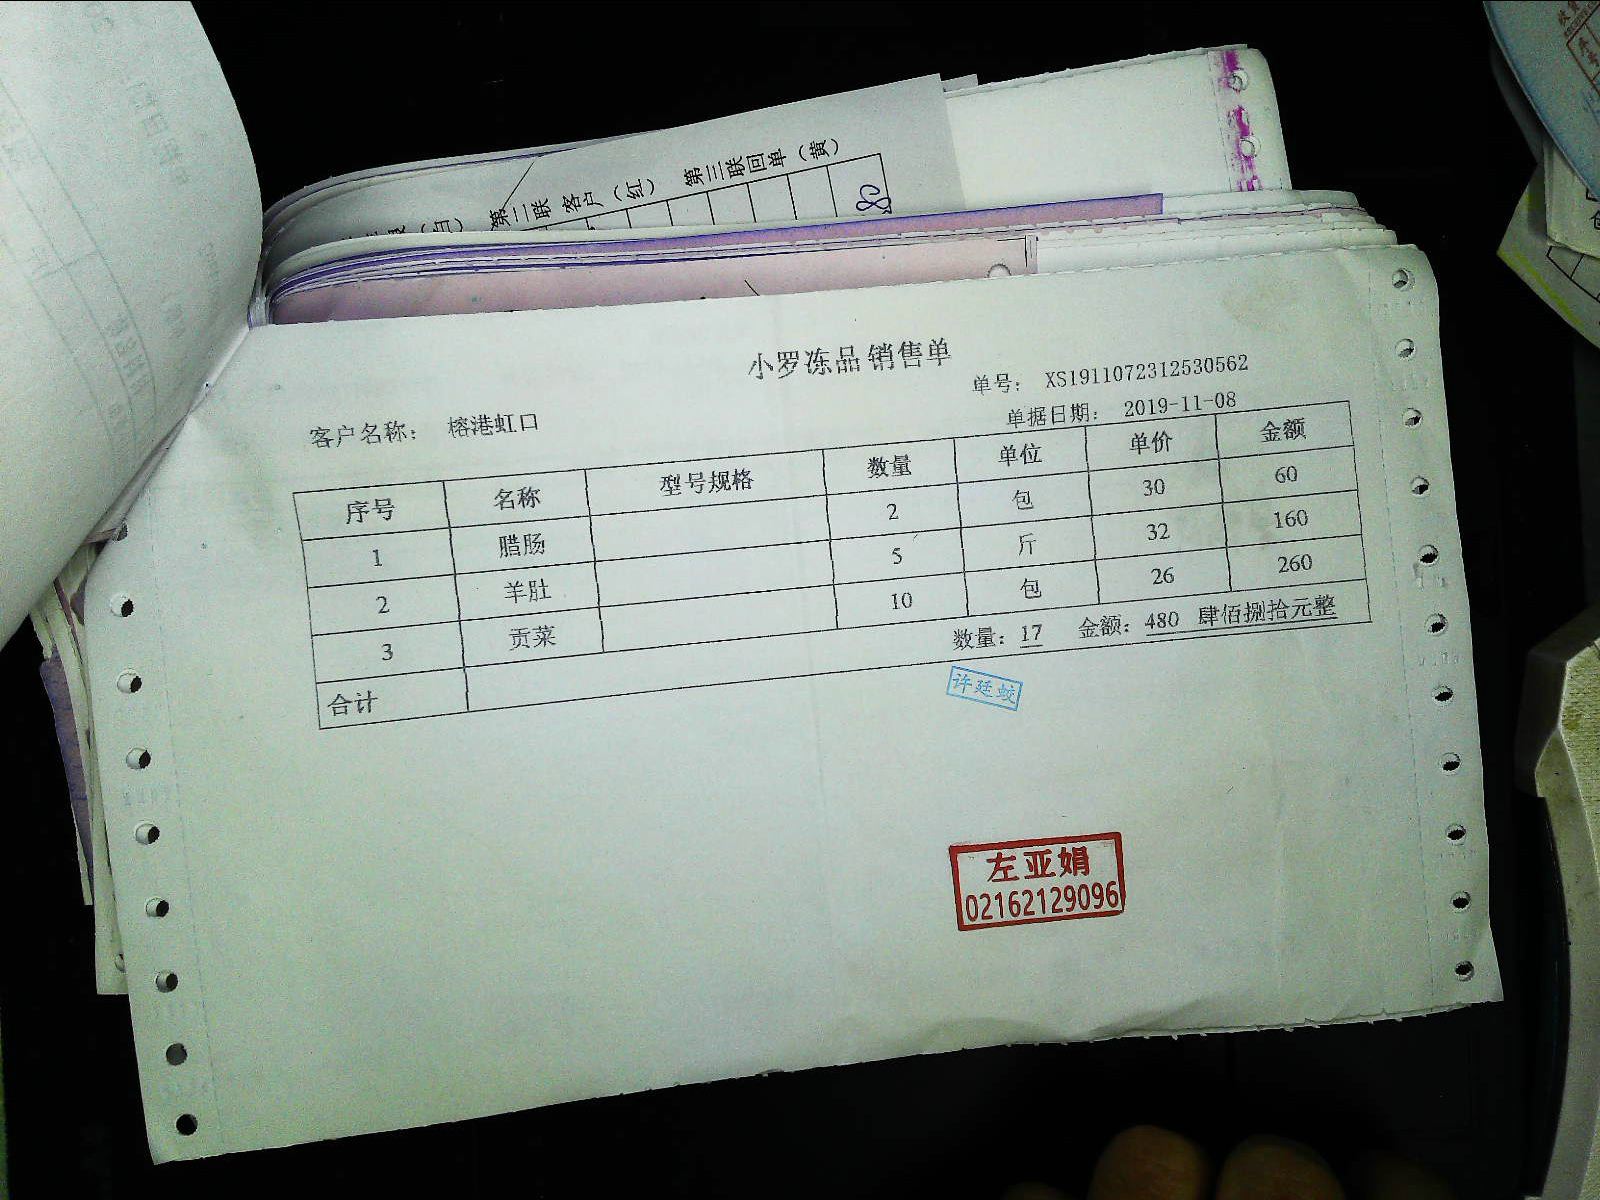 第二联 客户（红） 第三联回单（黄）
小罗冻品 销售单
单号： XS1911072312530562
客户名称： 榕港虹口
单据日期： 2019-11-08
序号 名称 型号规格 数量 单位 单价 金额
1 腊肠 2 包 30 60
2 羊肚 5 斤 32 160
3 贡菜 10 包 26 260
合计 数量：17 金额：480 肆佰捌拾元整
许廷蛟
左亚娟
02162129096